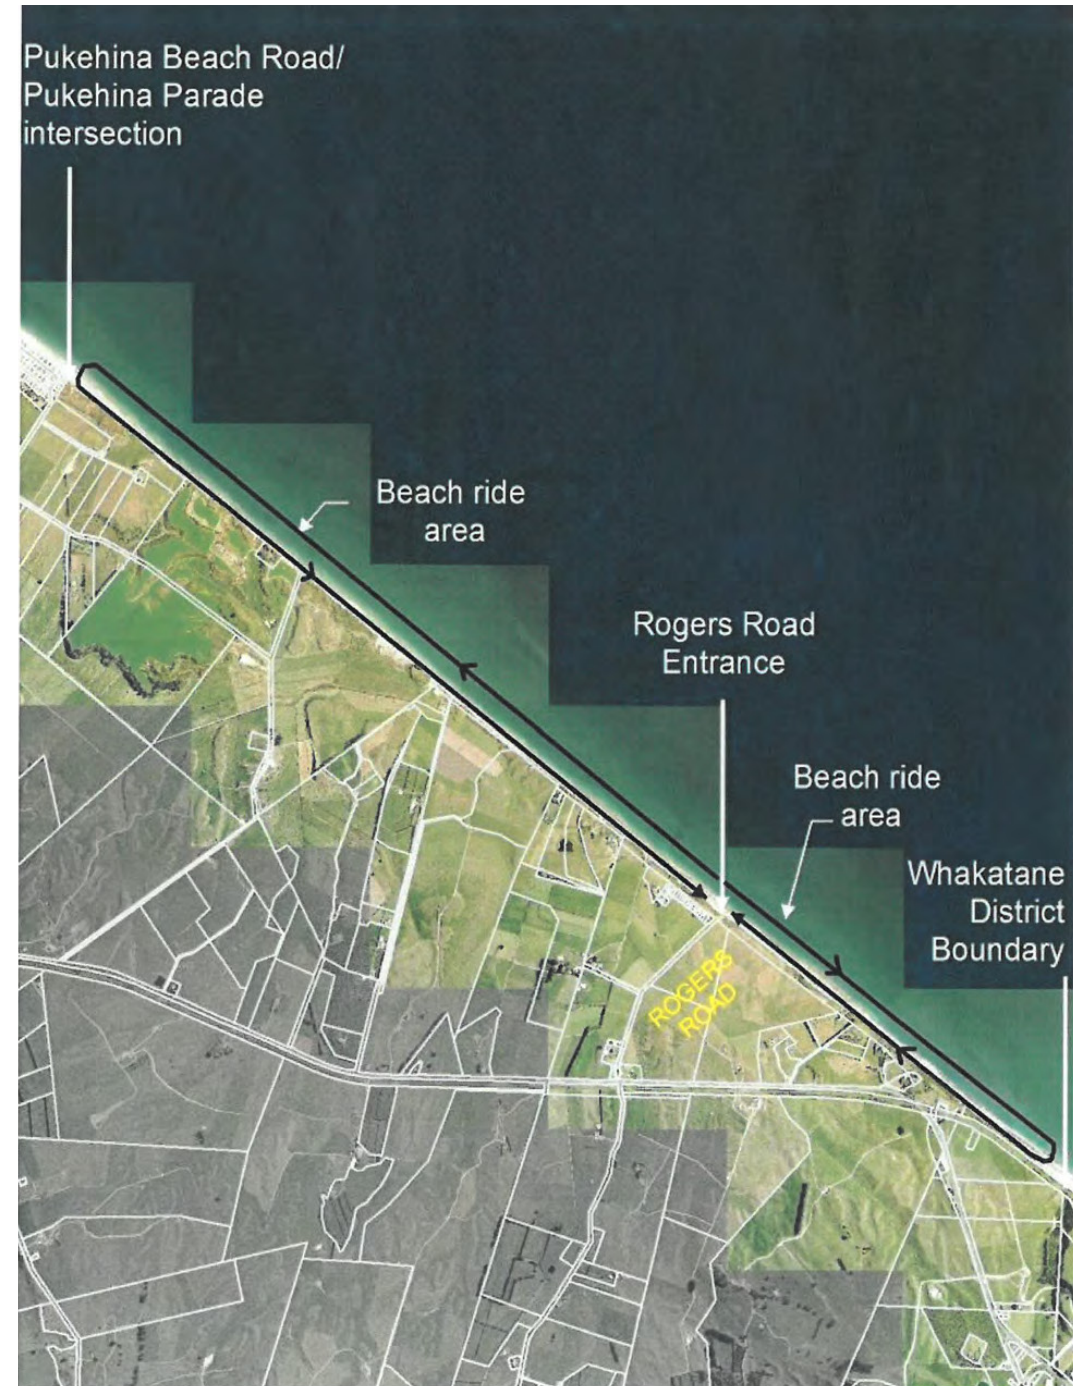 Pukehina Beach Road/
Pukehina Parade
intersection
Beach ride
area
Rogers Road
Entrance
Beach ride
area
Whakatane
District
Boundary
ROGERS
ROAD